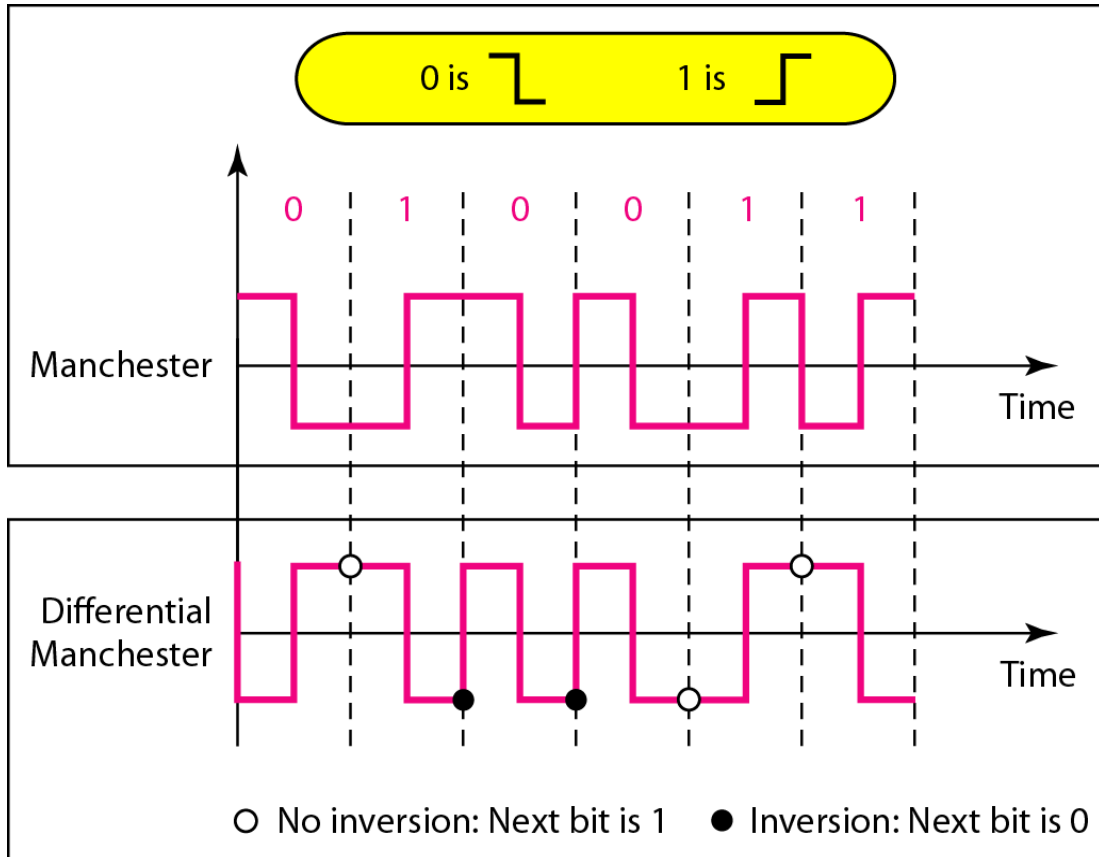 0 is 1 is
0 1 0 0 1 1
Manchester
Time
Differential
Manchester
Time
No inversion: Next bit is 1 Inversion: Next bit is 0